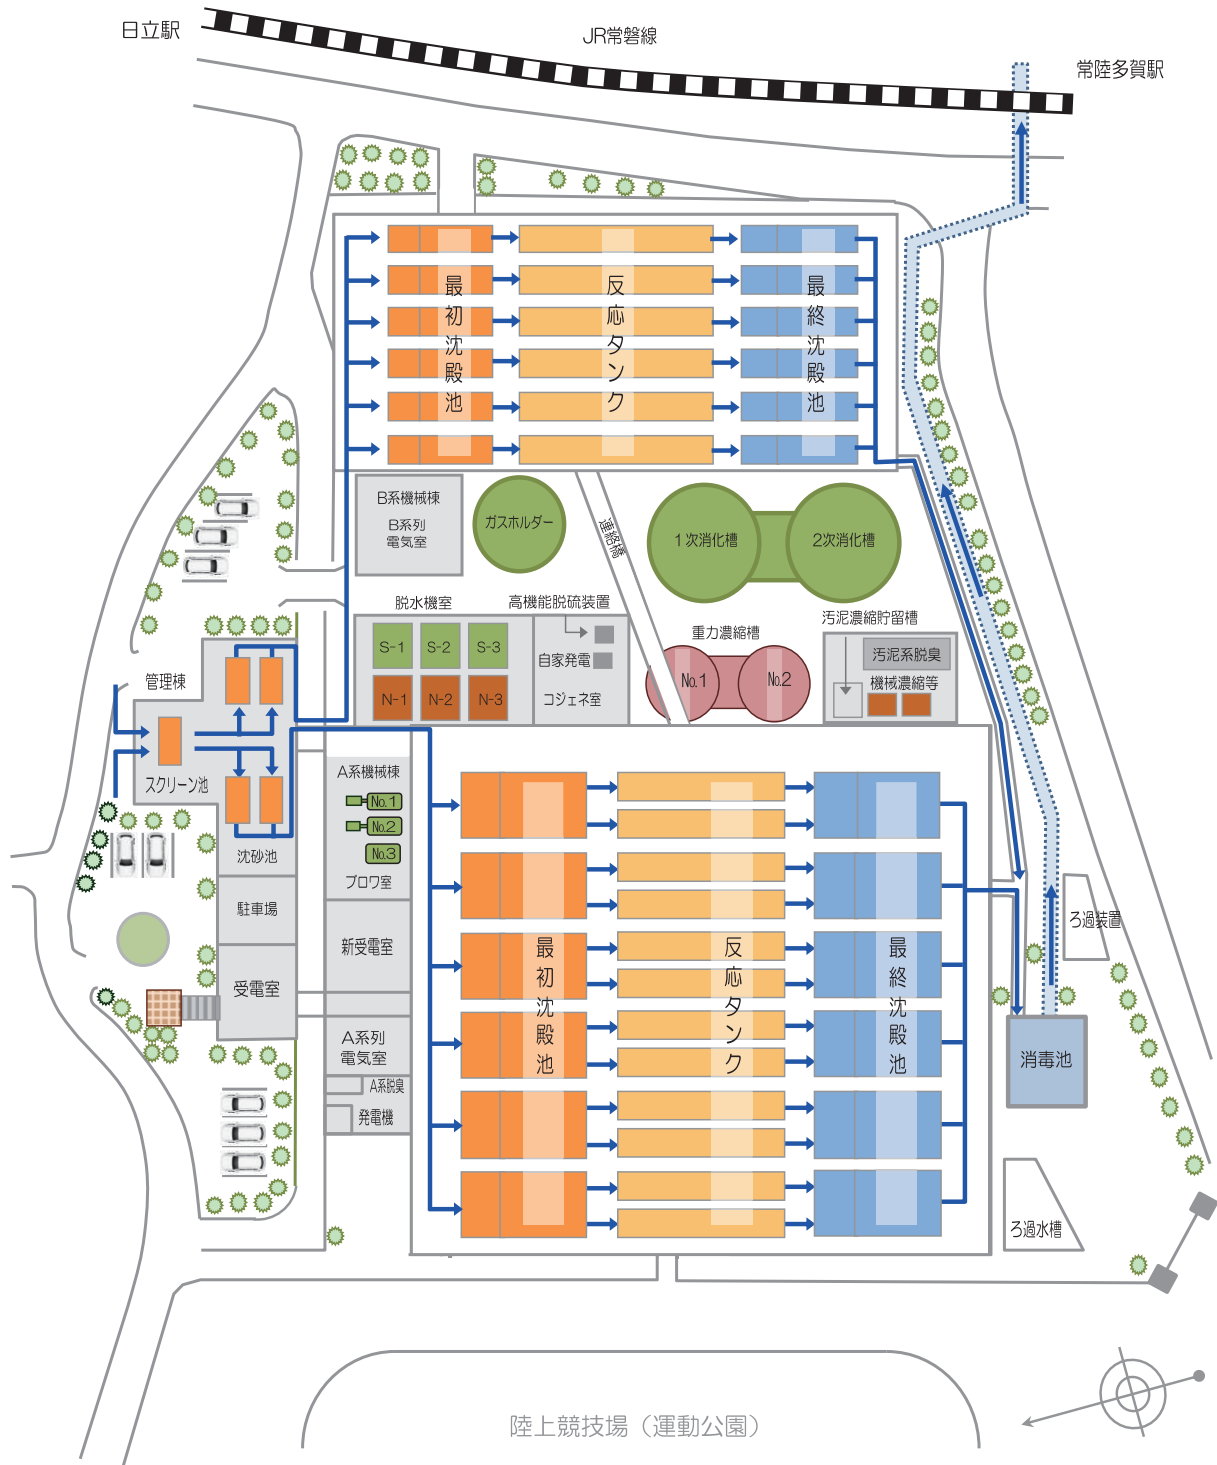 日立駅
JR常磐線
常陸多賀駅
最初沈殿池
反応タンク
最終沈殿池
B系機械棟
B系列
電気室
ガスホルダー
連絡橋
1次消化槽
2次消化槽
脱水機室
高機能脱硫装置
汚泥濃縮貯留槽
重力濃縮槽
S-1
S-2
S-3
自家発電
汚泥系脱臭
管理棟
No.1
No.2
機械濃縮等
N-1
N-2
N-3
コジェネ室
スクリーン池
A系機械棟
No.1
No.2
No.3
沈砂池
ブロワ室
駐車場
ろ過装置
新受電室
最初沈殿池
反応タンク
最終沈殿池
受電室
A系列
電気室
消毒池
A系脱臭
発電機
ろ過水槽
陸上競技場（運動公園）